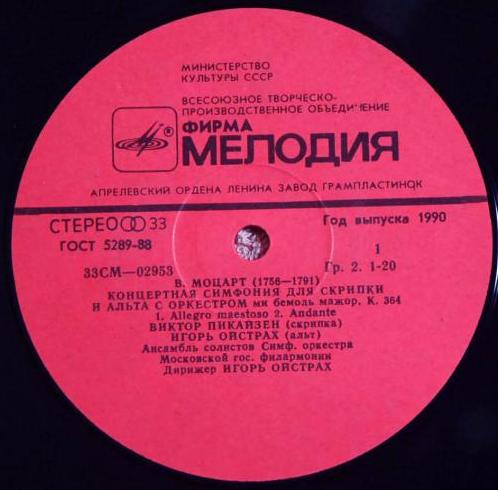 МИНИСТЕРСТВО
КУЛЬТУРЫ СССР
ВСЕСОЮЗНОЕ ТВОРЧЕСКО-
ПРОИЗВОДСТВЕННОЕ ОБЪЕДИНЕНИЕ
ФИРМА
®
МЕЛОДИЯ
АПРЕЛЕВСКИЙ ОРДЕНА ЛЕНИНА ЗАВОД ГРАМПЛАСТИНОК
СТЕРЕО 33
Год выпуска 1990
ГОСТ 5289-88
1
33СМ—02953
Гр. 2. 1-20
В. МОЦАРТ (1756—1791)
КОНЦЕРТНАЯ СИМФОНИЯ ДЛЯ СКРИПКИ
И АЛЬТА С ОРКЕСТРОМ ми бемоль мажор, К. 364
1. Allegro maestoso 2. Andante
ВИКТОР ПИКАЙЗЕН (скрипка)
ИГОРЬ ОЙСТРАХ (альт)
Ансамбль солистов Симф. оркестра
Московской гос. филармонии
Дирижер ИГОРЬ ОЙСТРАХ